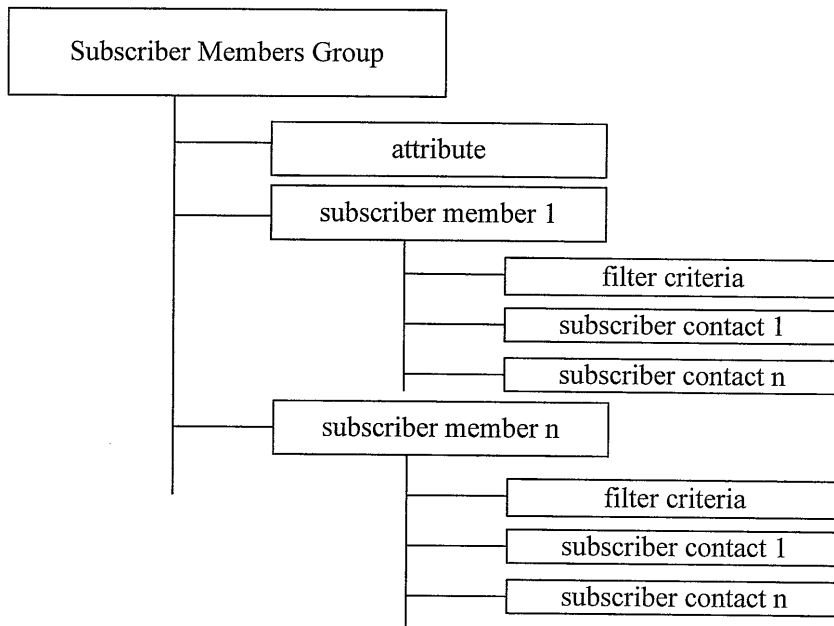 Subscriber Members Group
attribute
subscriber member 1
filter criteria
subscriber contact 1
subscriber contact n
subscriber member n
filter criteria
subscriber contact 1
subscriber contact n